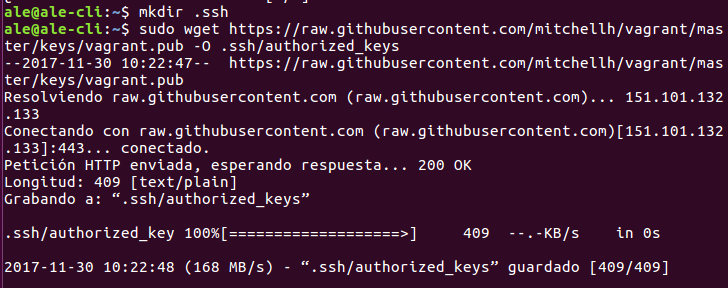 ale@ale-cli:~$ mkdir .ssh
ale@ale-cli:~$ sudo wget https://raw.githubusercontent.com/mitchellh/vagrant/mas
ter/keys/vagrant.pub -O .ssh/authorized_keys
--2017-11-30 10:22:47--  https://raw.githubusercontent.com/mitchellh/vagrant/mas
ter/keys/vagrant.pub
Resolviendo raw.githubusercontent.com (raw.githubusercontent.com)... 151.101.132
.133
Conectando con raw.githubusercontent.com (raw.githubusercontent.com)[151.101.132
.133]:443... conectado.
Petición HTTP enviada, esperando respuesta... 200 OK
Longitud: 409 [text/plain]
Grabando a: “.ssh/authorized_keys”
.ssh/authorized_key 100%[===================>]     409  --.-KB/s    in 0s
2017-11-30 10:22:48 (168 MB/s) - “.ssh/authorized_keys” guardado [409/409]